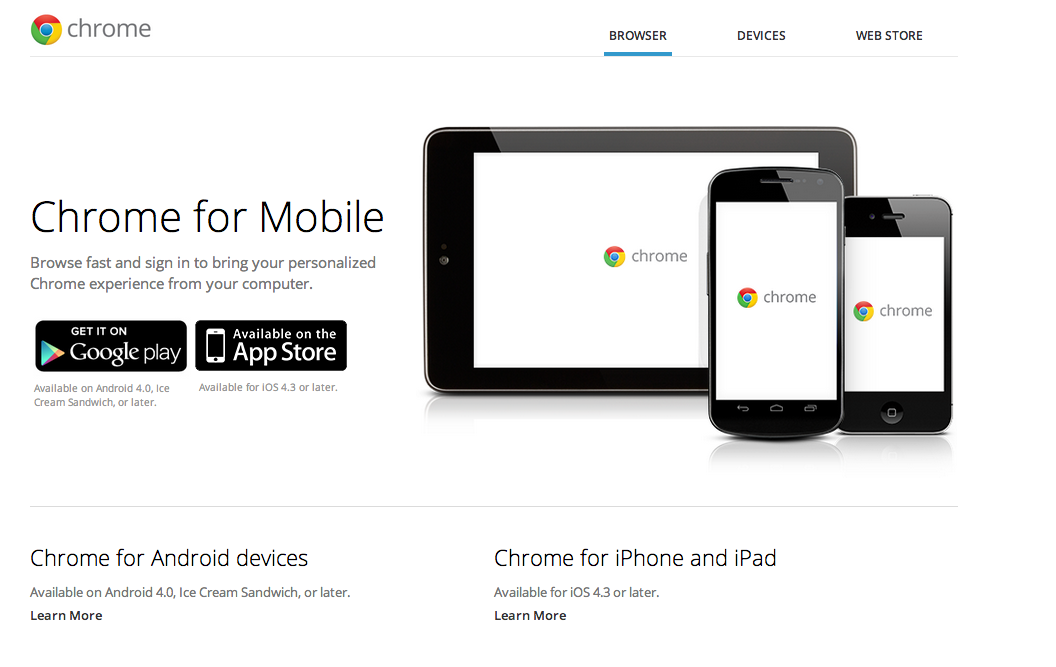 chrome
BROWSER
DEVICES
WEB STORE
Chrome for Mobile
Browse fast and sign in to bring your personalized
Chrome experience from your computer.
GET IT ON
Google play
Available on the
App Store
Available on Android 4.0, Ice
Cream Sandwich, or later.
Available for iOS 4.3 or later.
chrome
chrome
chrome
Chrome for Android devices
Available on Android 4.0, Ice Cream Sandwich, or later.
Learn More
Chrome for iPhone and iPad
Available for iOS 4.3 or later.
Learn More